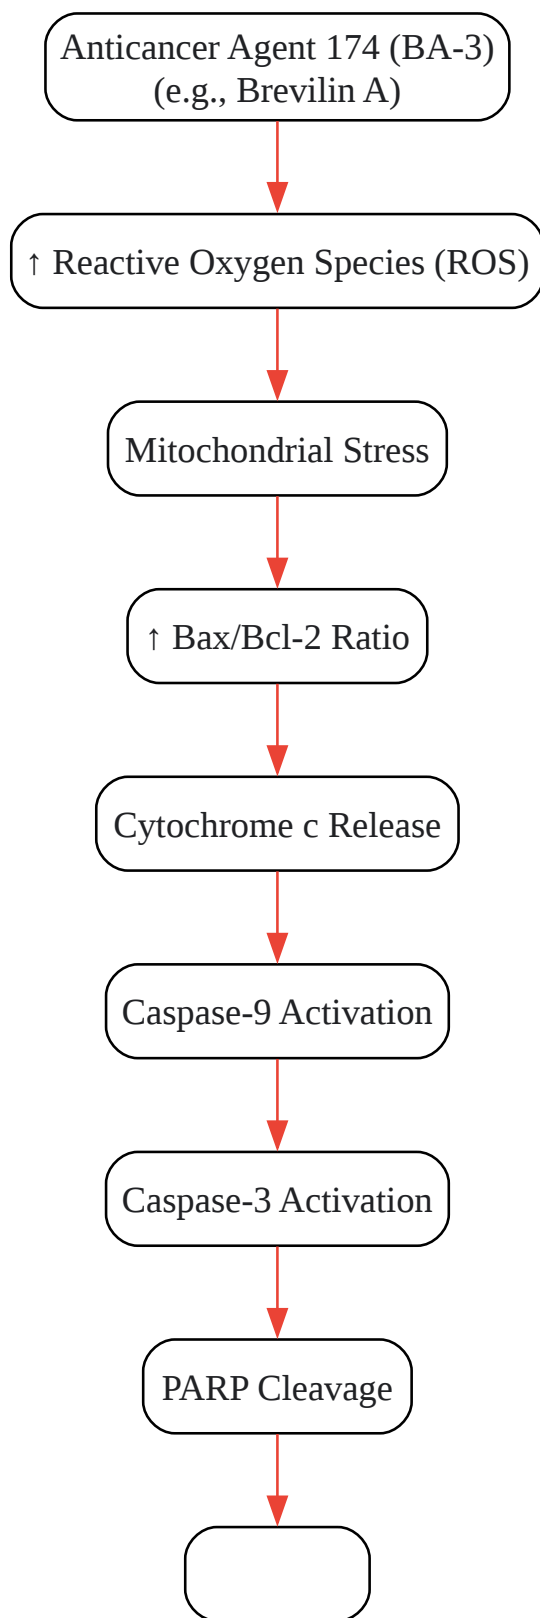 Anticancer Agent 174 (BA-3)
(e.g., Brevilin A)
↑ Reactive Oxygen Species (ROS)
Mitochondrial Stress
↑ Bax/Bcl-2 Ratio
Cytochrome c Release
Caspase-9 Activation
Caspase-3 Activation
PARP Cleavage